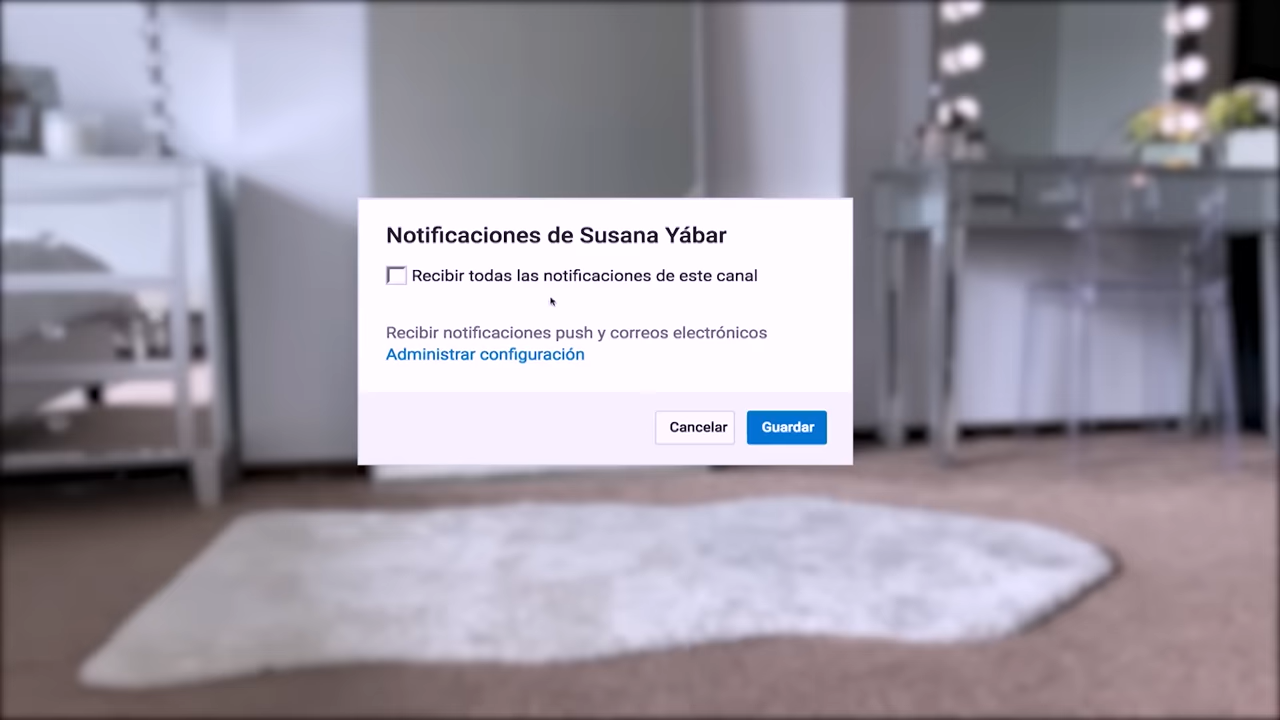 Notificaciones de Susana Yábar
Recibir todas las notificaciones de este canal
Recibir notificaciones push y correos electrónicos
Administrar configuración
Cancelar
Guardar